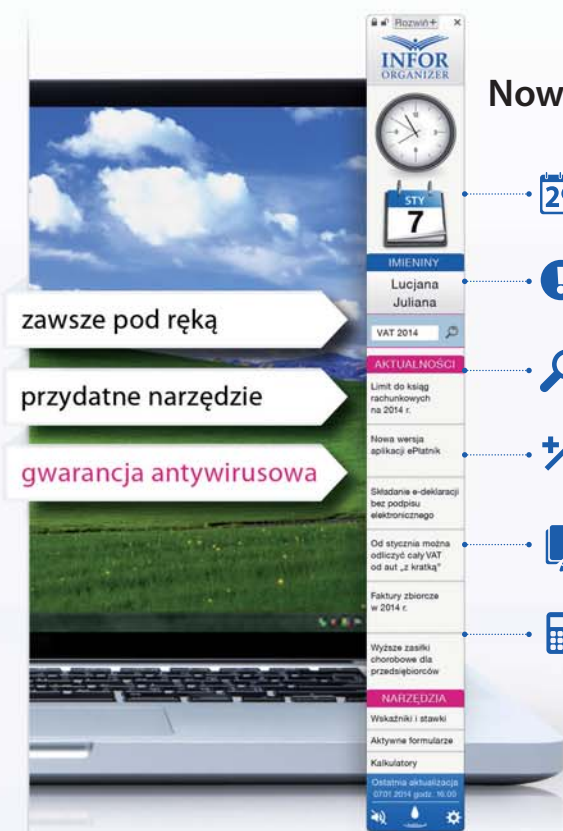 Rozwiń+
INFOR
ORGANIZER
Now
STY
7
IMIENINY
Lucjana
Juliana
zawsze pod ręką
VAT 2014
AKTUALNOŚCI
przydatne narzędzie
Limit do ksiąg
rachunkowych
na 2014 r.
Nowa wersja
aplikacji ePłatnik
gwarancja antywirusowa
Składanie e-deklaracji
bez podpisu
elektronicznego
Od stycznia można
odliczyć cały VAT
od aut „z kratką”
Faktury zbiorcze
w 2014 r.
Wyższe zasiłki
chorobowe dla
przedsiębiorców
NARZĘDZIA
Wskaźniki i stawki
Aktywne formularze
Kalkulatory
Ostatnia aktualizacja
07.01.2014 godz. 16.00